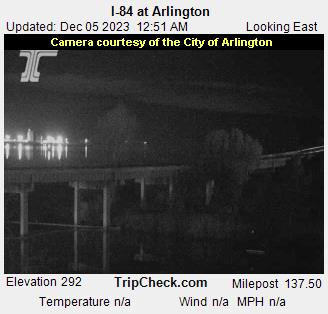 I-84 at Arlington
Updated: Dec 05 2023 12:51 AM Looking East
Camera courtesy of the City of Arlington
Elevation 292 TripCheck.com Milepost 137.50
Temperature n/a Wind n/a MPH n/a